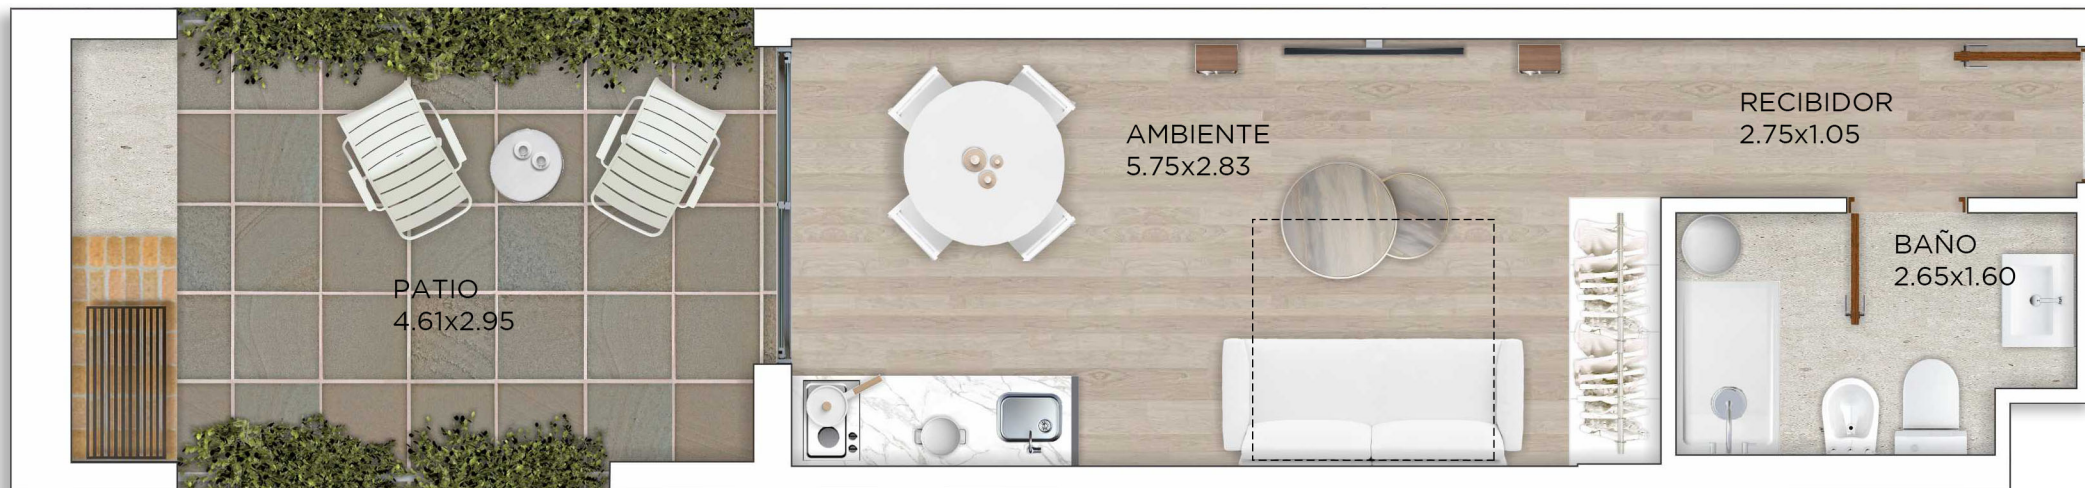 PATIO
4.61x2.95
AMBIENTE
5.75x2.83
RECIBIDOR
2.75x1.05
BAÑO
2.65x1.60